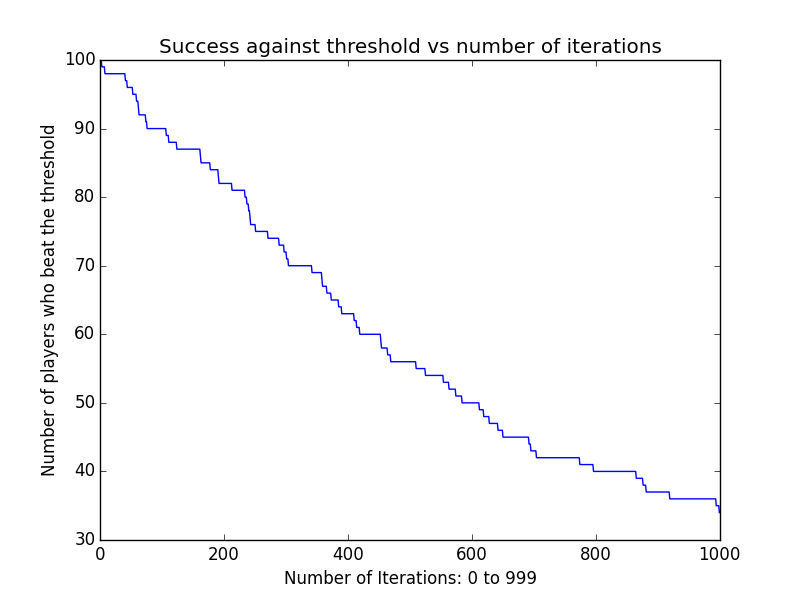 Success against threshold vs number of iterations
Number of players who beat the threshold
100
90
80
70
60
50
40
30
0 200 400 600 800 1000
Number of Iterations: 0 to 999